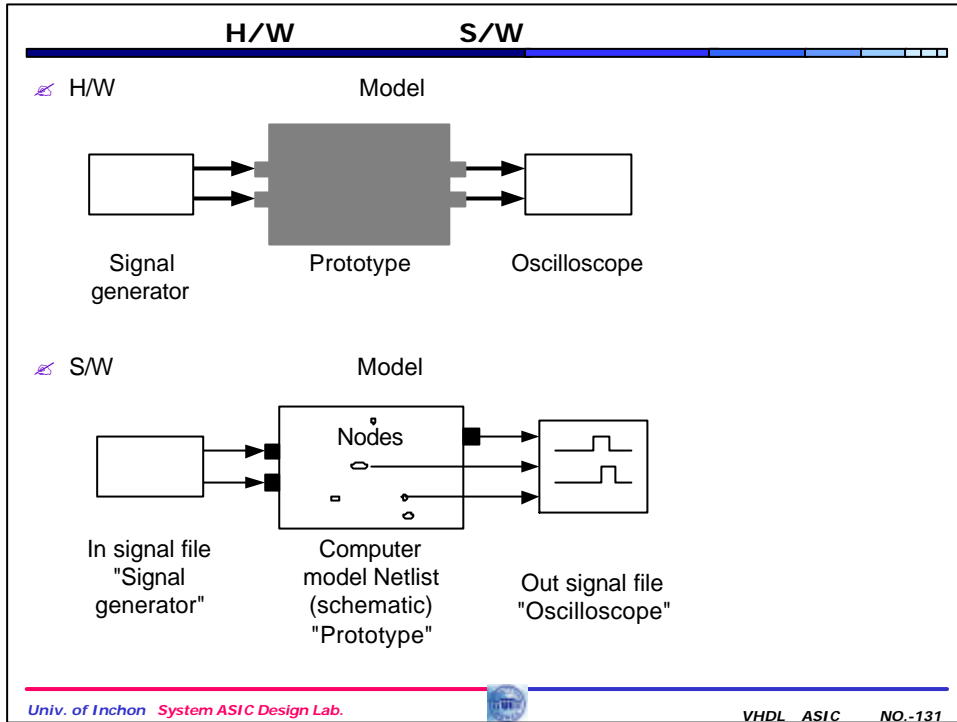 H/W S/W
H/W Model
Signal
generator
Prototype
Oscilloscope
S/W Model
Nodes
In signal file
"Signal
generator"
Computer
model Netlist
(schematic)
"Prototype"
Out signal file
"Oscilloscope"
Univ. of Inchon System ASIC Design Lab.
VHDL ASIC NO.-131